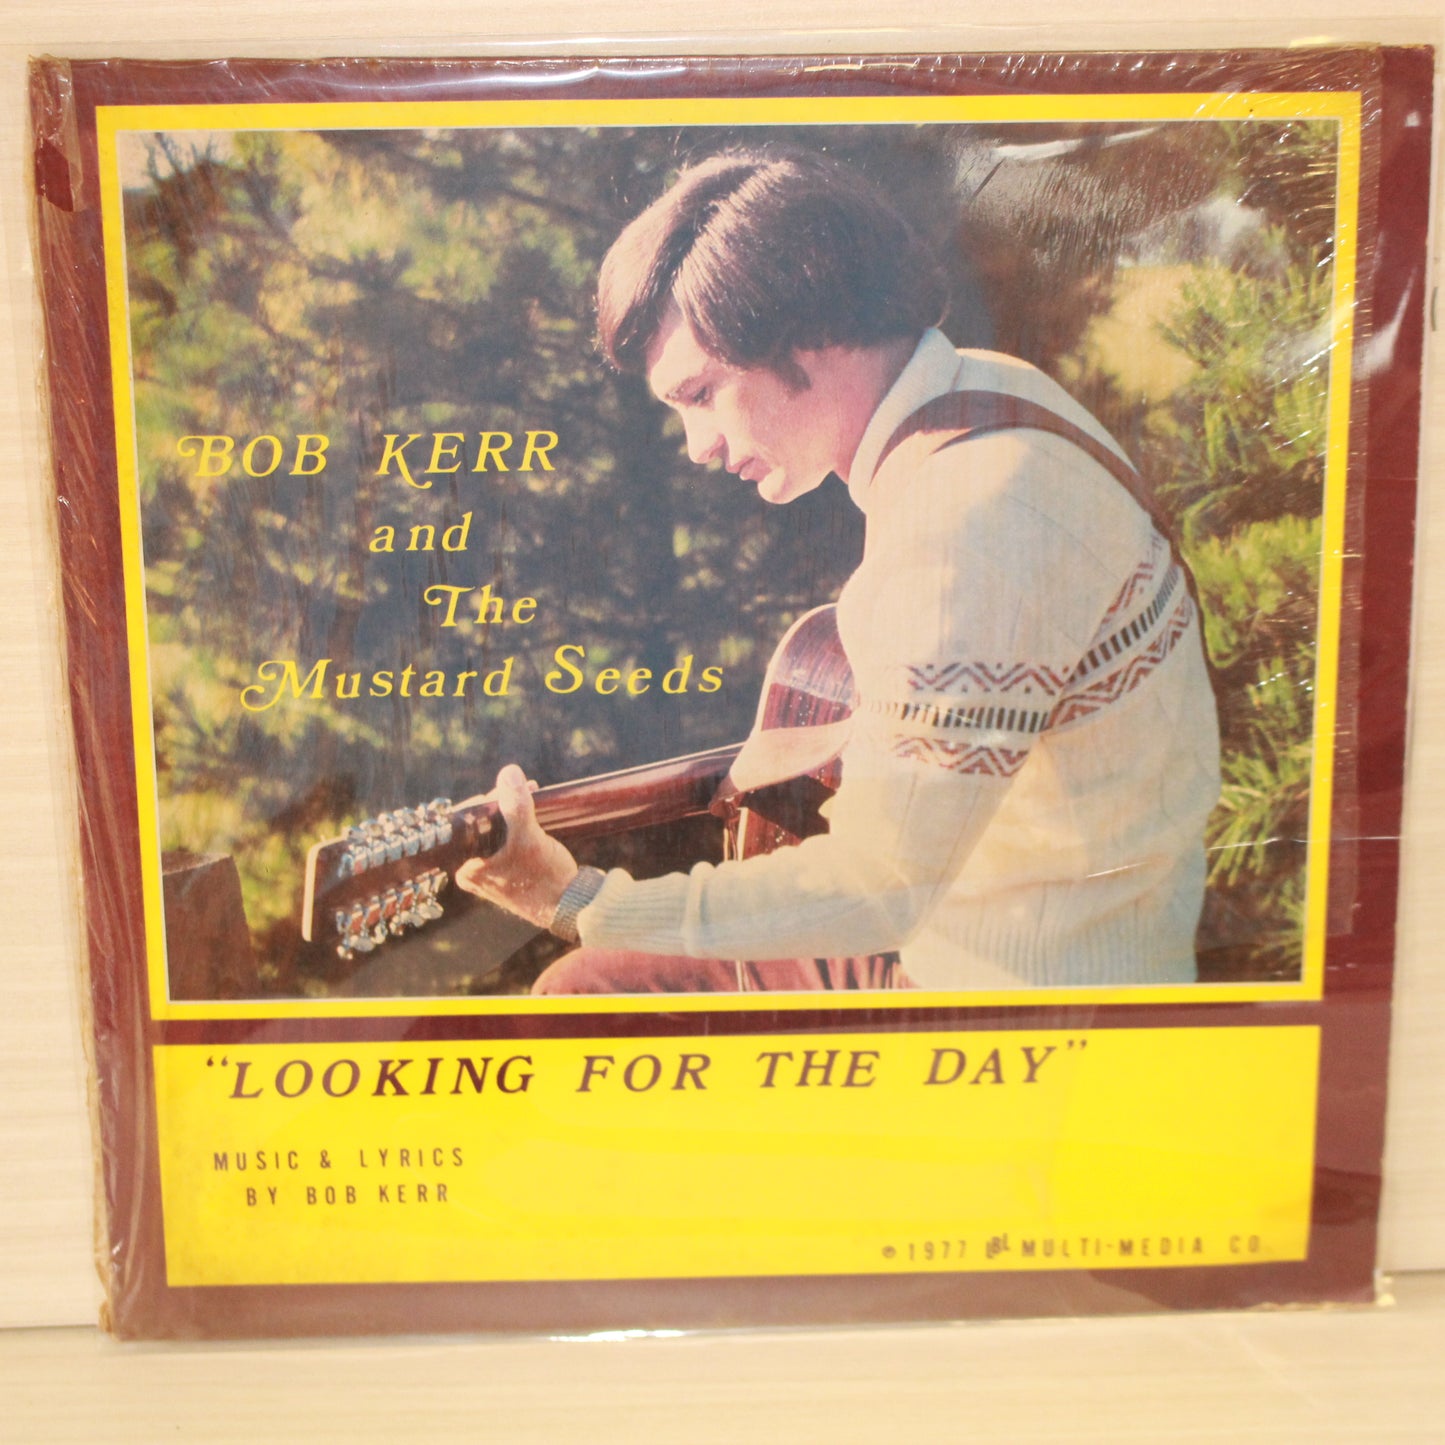 BOB KERR
and
The
Mustard Seeds
"LOOKING FOR THE DAY"
MUSIC & LYRICS
BY BOB KERR
℗ 1977 LBL MULTI-MEDIA CO.